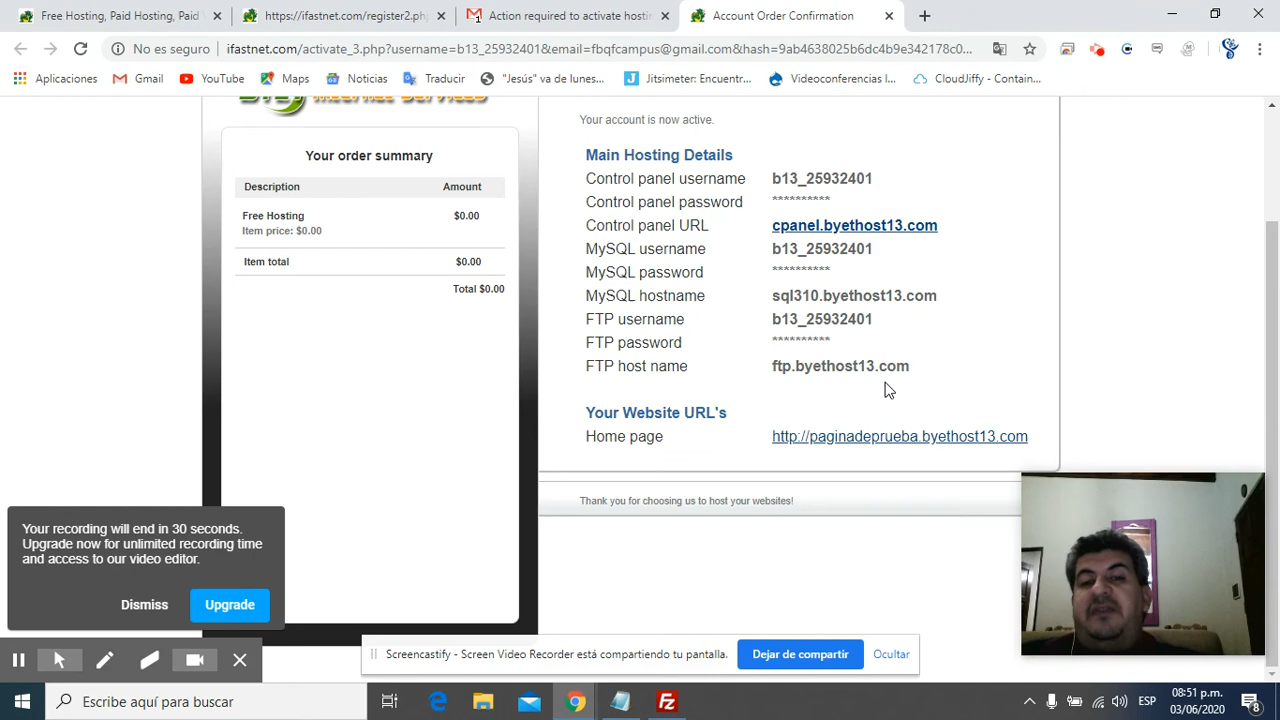 Free Hosting, Paid Hosting, Paid
https://ifastnet.com/register2.ph
Action required to activate hosti
Account Order Confirmation
No es seguro
ifastnet.com/activate_3.php?username=b13_25932401&email=fbqfcampus@gmail.com&hash=9ab4638025b6dc4b9e342178c0...
Aplicaciones
Gmail
YouTube
Maps
Noticias
Traducir
"Jesús" va de lunes...
Jitsimeter: Encuentr...
Videoconferencias I...
CloudJiffy - Contain...
Internet Services
Your order summary
Description Amount
Free Hosting $0.00
Item price: $0.00
Item total $0.00
Total $0.00
Your account is now active.
Main Hosting Details
Control panel username b13_25932401
Control panel password **********
Control panel URL cpanel.byethost13.com
MySQL username b13_25932401
MySQL password **********
MySQL hostname sql310.byethost13.com
FTP username b13_25932401
FTP password **********
FTP host name ftp.byethost13.com
Your Website URL's
Home page http://paginadeprueba.byethost13.com
Thank you for choosing us to host your websites!
Your recording will end in 30 seconds.
Upgrade now for unlimited recording time
and access to our video editor.
Dismiss Upgrade
Screencastify - Screen Video Recorder está compartiendo tu pantalla.
Dejar de compartir
Ocultar
Escribe aquí para buscar
ESP
08:51 p.m.
03/06/2020
8